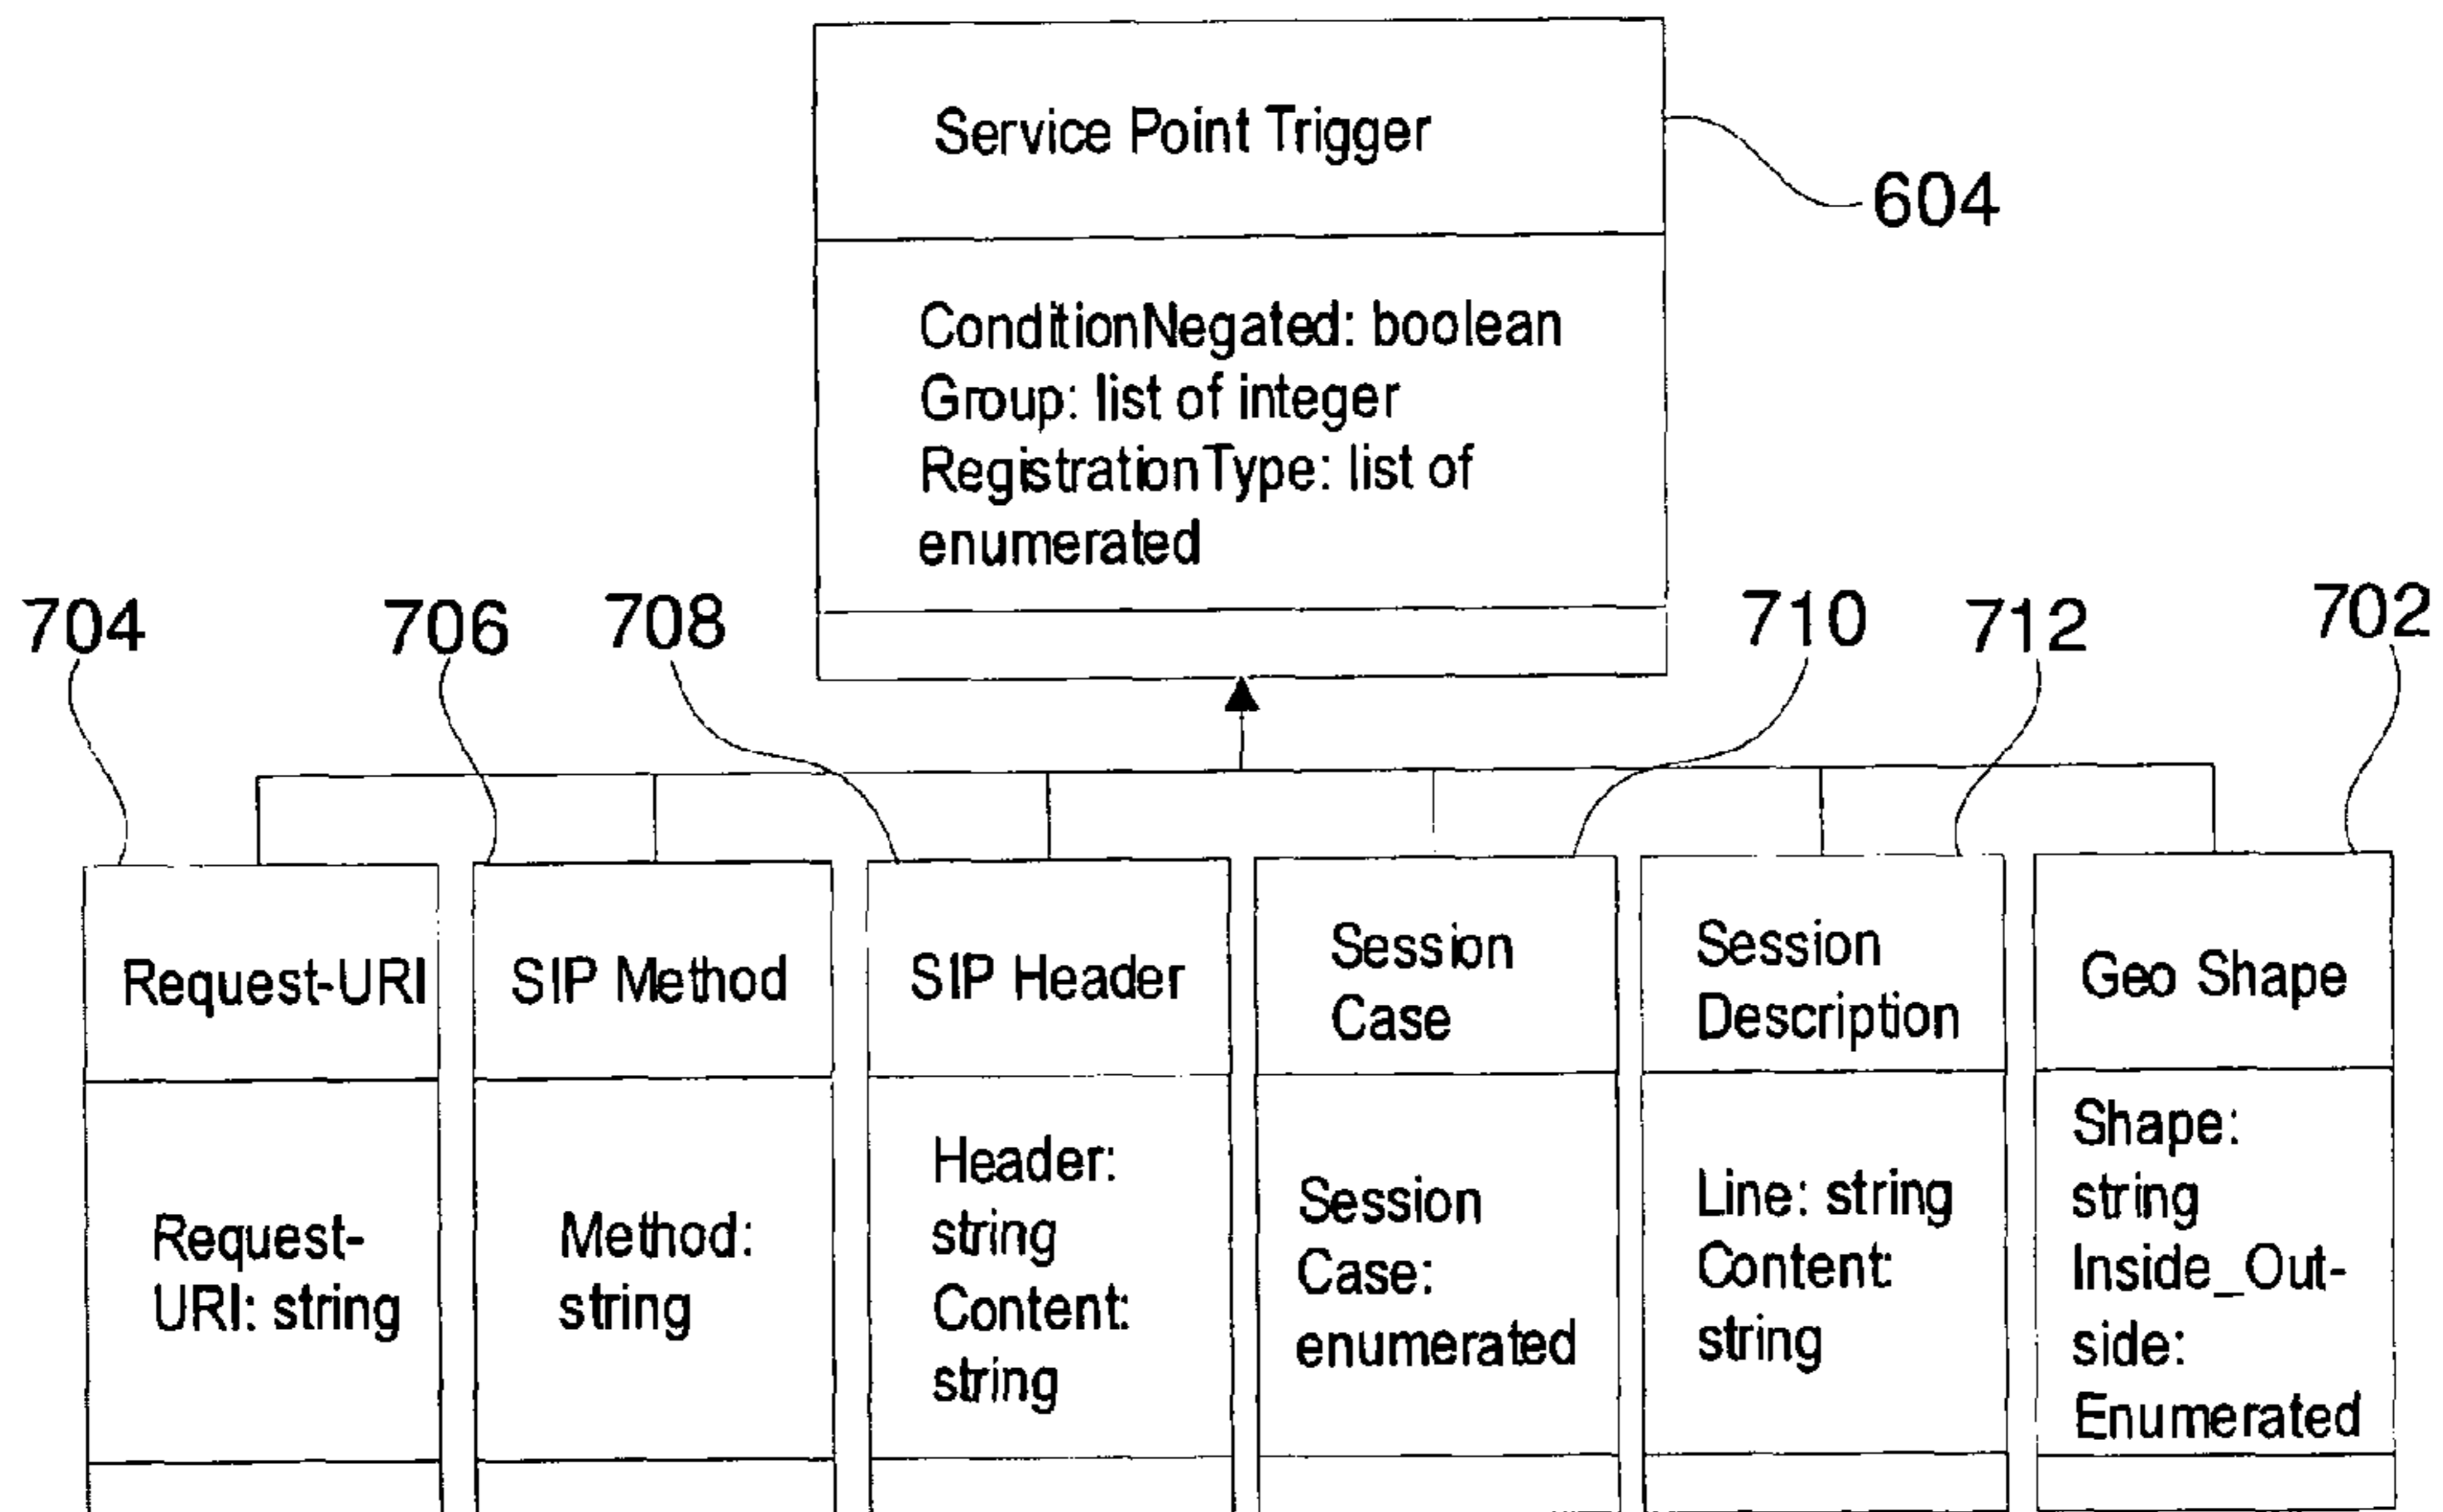 Service Point Trigger
604
ConditionNegated: boolean
Group: list of integer
RegistrationType: list of
enumerated
704
706
708
710
712
702
Request-URI
Request-
URI: string
SIP Method
Method:
string
SIP Header
Header:
string
Content:
string
Session
Case
Session
Case:
enumerated
Session
Description
Line: string
Content:
string
Geo Shape
Shape:
string
Inside_Out-
side:
Enumerated